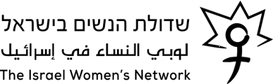 שדולת הנשים בישראל
لوبي النساء في إسرائيل
The Israel Women's Network